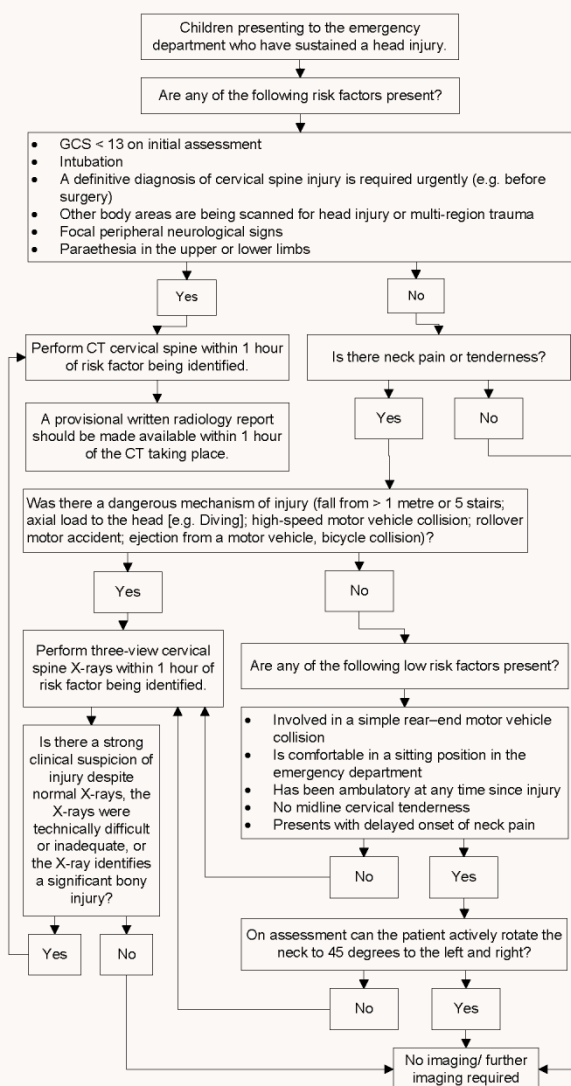 Children presenting to the emergency
department who have sustained a head injury.
Are any of the following risk factors present?
• GCS < 13 on initial assessment
• Intubation
• A definitive diagnosis of cervical spine injury is required urgently (e.g. before
surgery)
• Other body areas are being scanned for head injury or multi-region trauma
• Focal peripheral neurological signs
• Paraethesia in the upper or lower limbs
Yes
No
Perform CT cervical spine within 1 hour
of risk factor being identified.
Is there neck pain or tenderness?
A provisional written radiology report
should be made available within 1 hour
of the CT taking place.
Yes
No
Was there a dangerous mechanism of injury (fall from > 1 metre or 5 stairs;
axial load to the head [e.g. Diving]; high-speed motor vehicle collision; rollover
motor accident; ejection from a motor vehicle, bicycle collision)?
Yes
No
Perform three-view cervical
spine X-rays within 1 hour of
risk factor being identified.
Are any of the following low risk factors present?
• Involved in a simple rear–end motor vehicle
collision
• Is comfortable in a sitting position in the
emergency department
• Has been ambulatory at any time since injury
• No midline cervical tenderness
• Presents with delayed onset of neck pain
Is there a strong
clinical suspicion of
injury despite
normal X-rays, the
X-rays were
technically difficult
or inadequate, or
the X-ray identifies
a significant bony
injury?
No
Yes
Yes
No
On assessment can the patient actively rotate the
neck to 45 degrees to the left and right?
No
Yes
No imaging/ further
imaging required